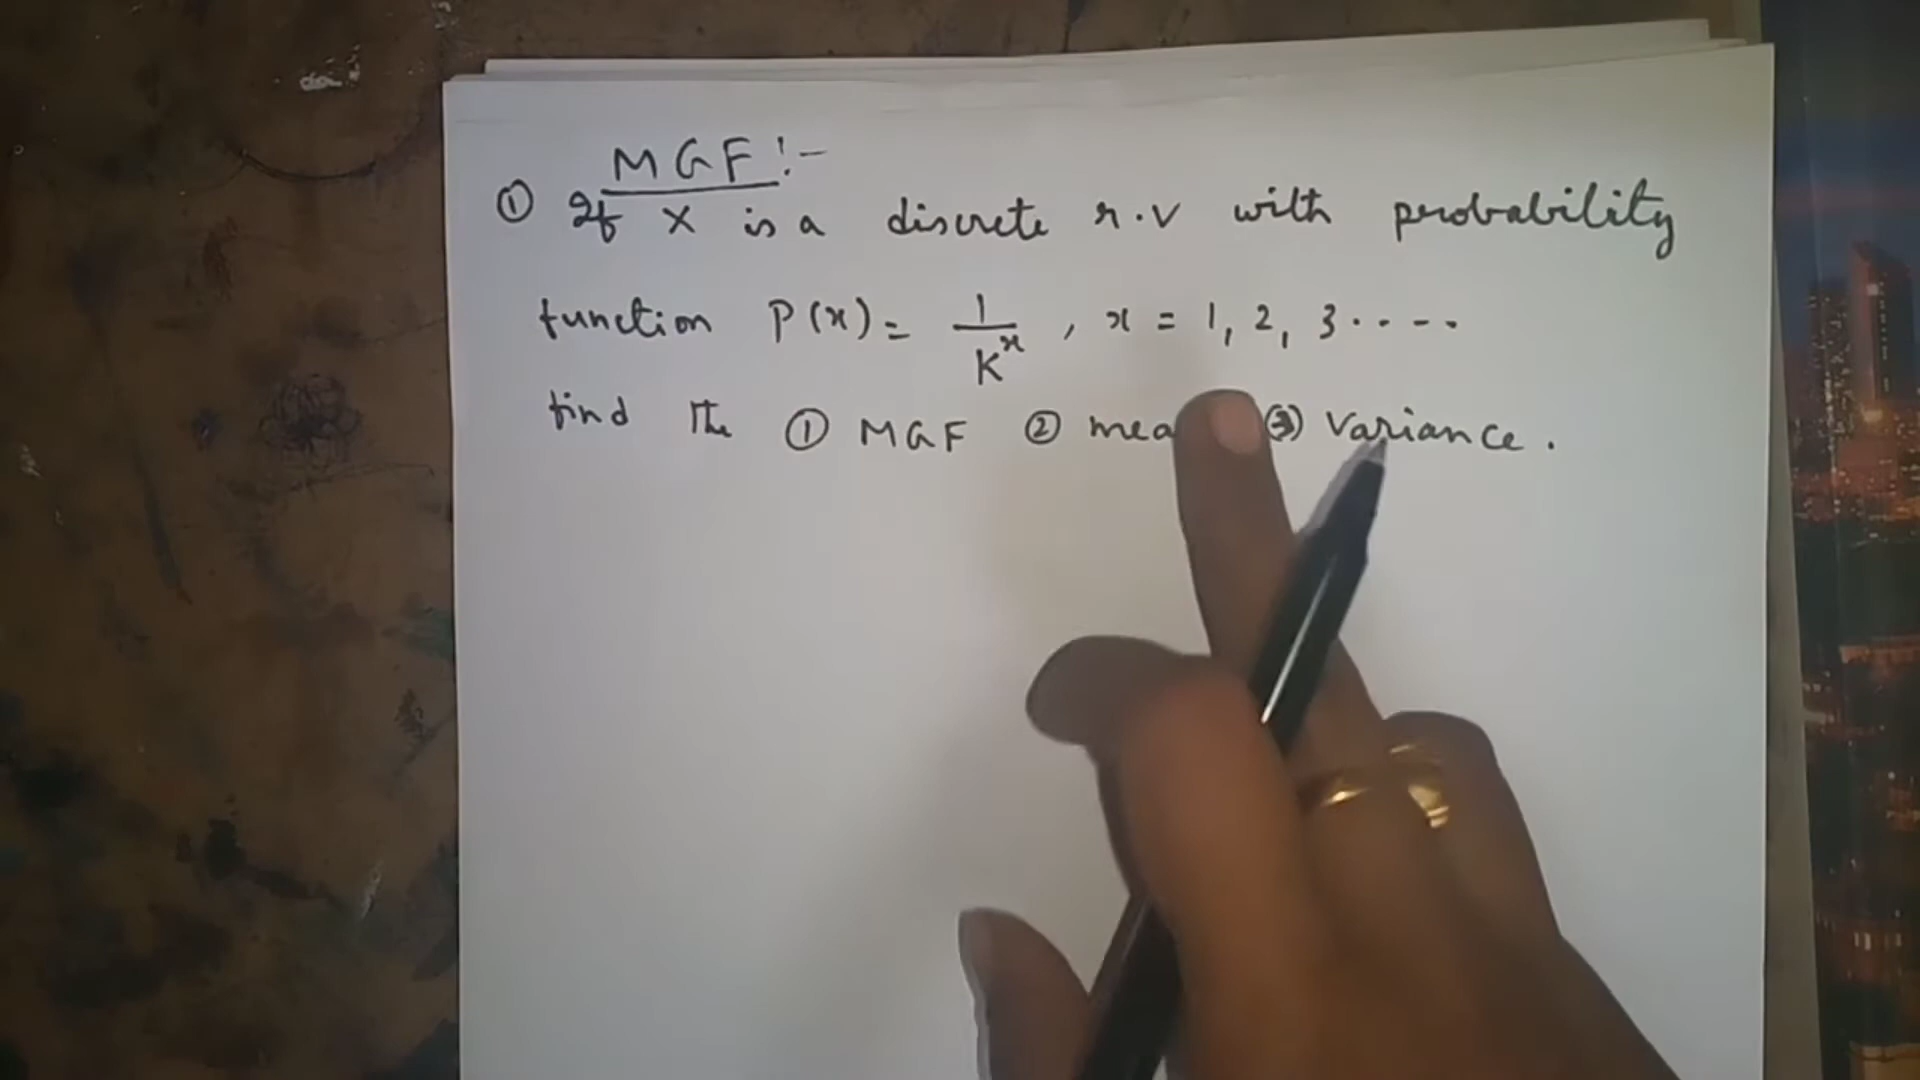 MGF:-
① If X is a discrete r.v with probability
function P(x) = 1/K^x , x = 1, 2, 3 ....
find the ① MGF ② mea ③ Variance.